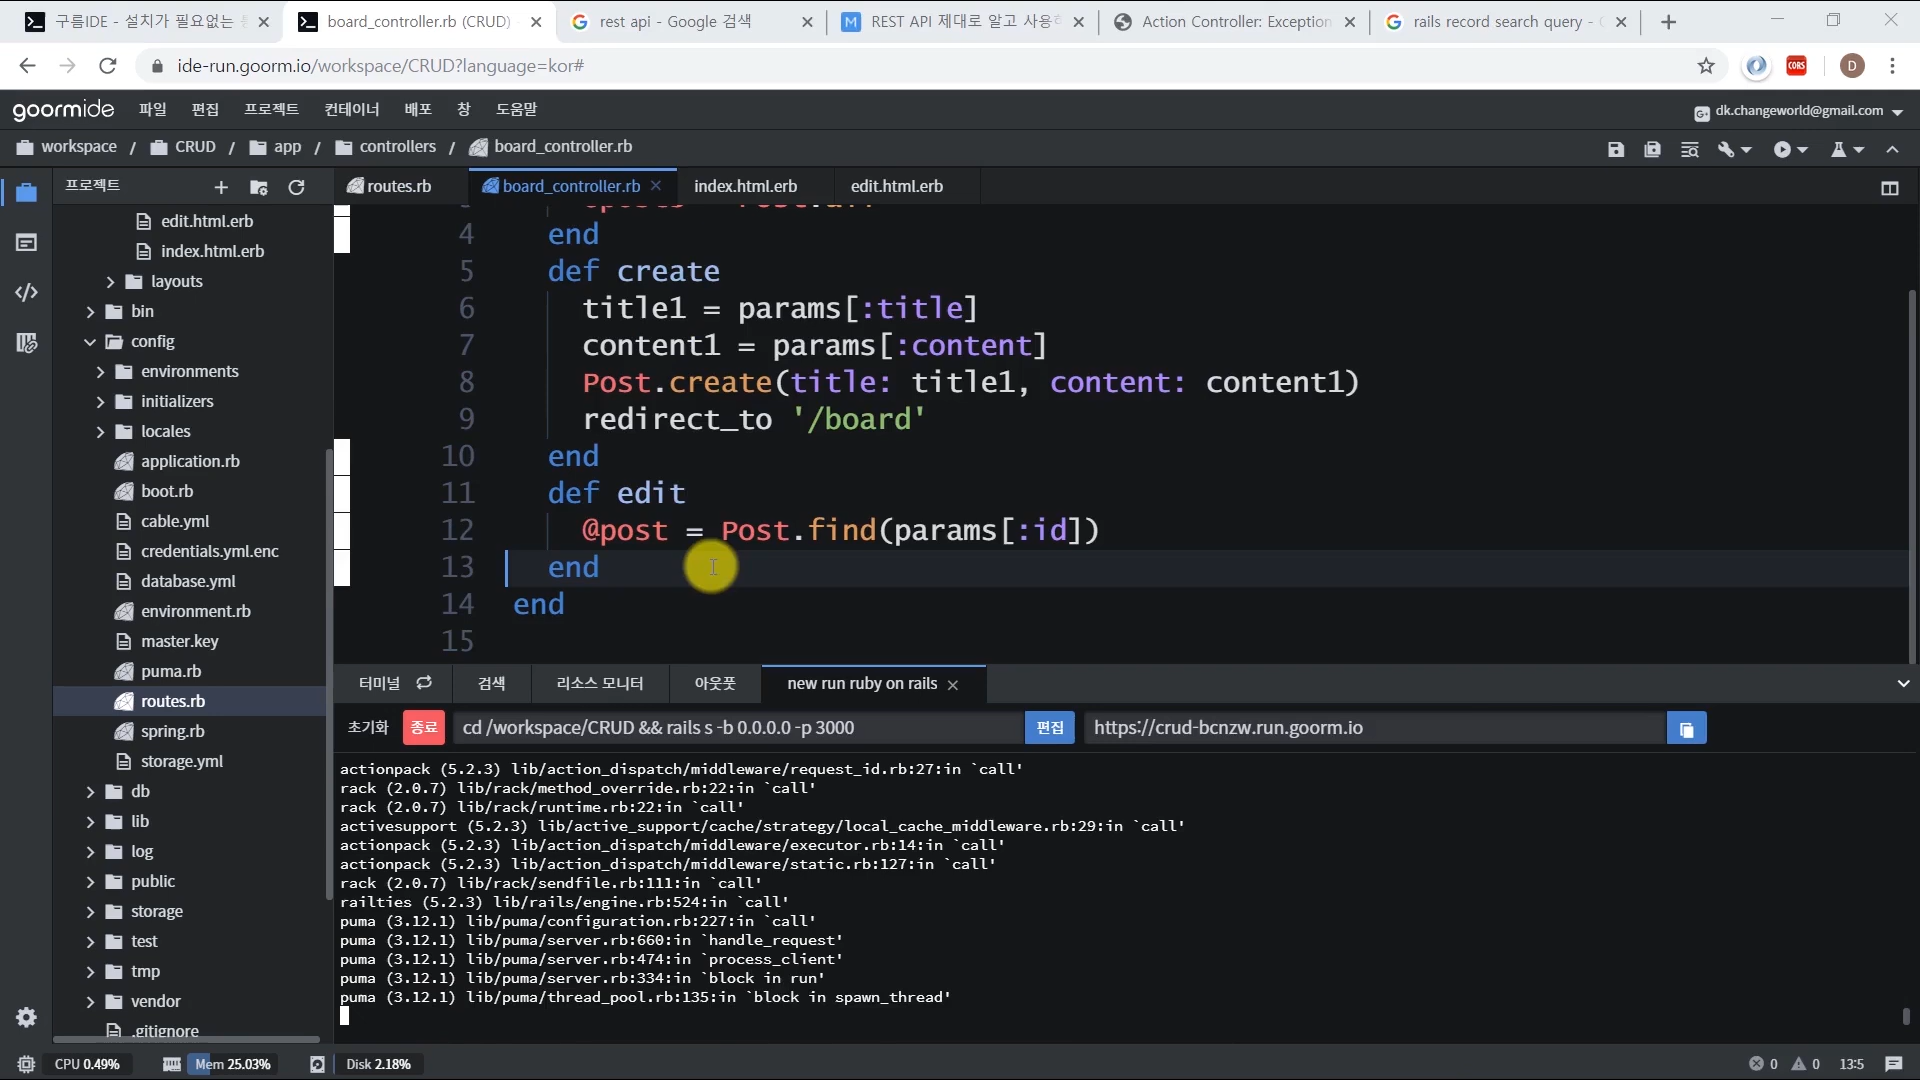 구름IDE - 설치가 필요없는
board_controller.rb (CRUD)
rest api - Google 검색
REST API 제대로 알고 사용
Action Controller: Exception
rails record search query -
ide-run.goorm.io/workspace/CRUD?language=kor#
CORS
D
goormide
파일
편집
프로젝트
컨테이너
배포
창
도움말
dk.changeworld@gmail.com
workspace / CRUD / app / controllers / board_controller.rb
프로젝트
routes.rb
board_controller.rb
index.html.erb
edit.html.erb
edit.html.erb
index.html.erb
layouts
bin
config
environments
initializers
locales
application.rb
boot.rb
cable.yml
credentials.yml.enc
database.yml
environment.rb
master.key
puma.rb
routes.rb
spring.rb
storage.yml
db
lib
log
public
storage
test
tmp
vendor
.gitignore
4 end
5 def create
6 title1 = params[:title]
7 content1 = params[:content]
8 Post.create(title: title1, content: content1)
9 redirect_to '/board'
10 end
11 def edit
12 @post = Post.find(params[:id])
13 end
14 end
15
터미널
검색
리소스 모니터
아웃풋
new run ruby on rails
초기화
종료
cd /workspace/CRUD && rails s -b 0.0.0.0 -p 3000
편집
https://crud-bcnzw.run.goorm.io
actionpack (5.2.3) lib/action_dispatch/middleware/request_id.rb:27:in `call'
rack (2.0.7) lib/rack/method_override.rb:22:in `call'
rack (2.0.7) lib/rack/runtime.rb:22:in `call'
activesupport (5.2.3) lib/active_support/cache/strategy/local_cache_middleware.rb:29:in `call'
actionpack (5.2.3) lib/action_dispatch/middleware/executor.rb:14:in `call'
actionpack (5.2.3) lib/action_dispatch/middleware/static.rb:127:in `call'
rack (2.0.7) lib/rack/sendfile.rb:111:in `call'
railties (5.2.3) lib/rails/engine.rb:524:in `call'
puma (3.12.1) lib/puma/configuration.rb:227:in `call'
puma (3.12.1) lib/puma/server.rb:660:in `handle_request'
puma (3.12.1) lib/puma/server.rb:474:in `process_client'
puma (3.12.1) lib/puma/server.rb:334:in `block in run'
puma (3.12.1) lib/puma/thread_pool.rb:135:in `block in spawn_thread'
CPU 0.49%
Mem 25.03%
Disk 2.18%
0
0
13:5